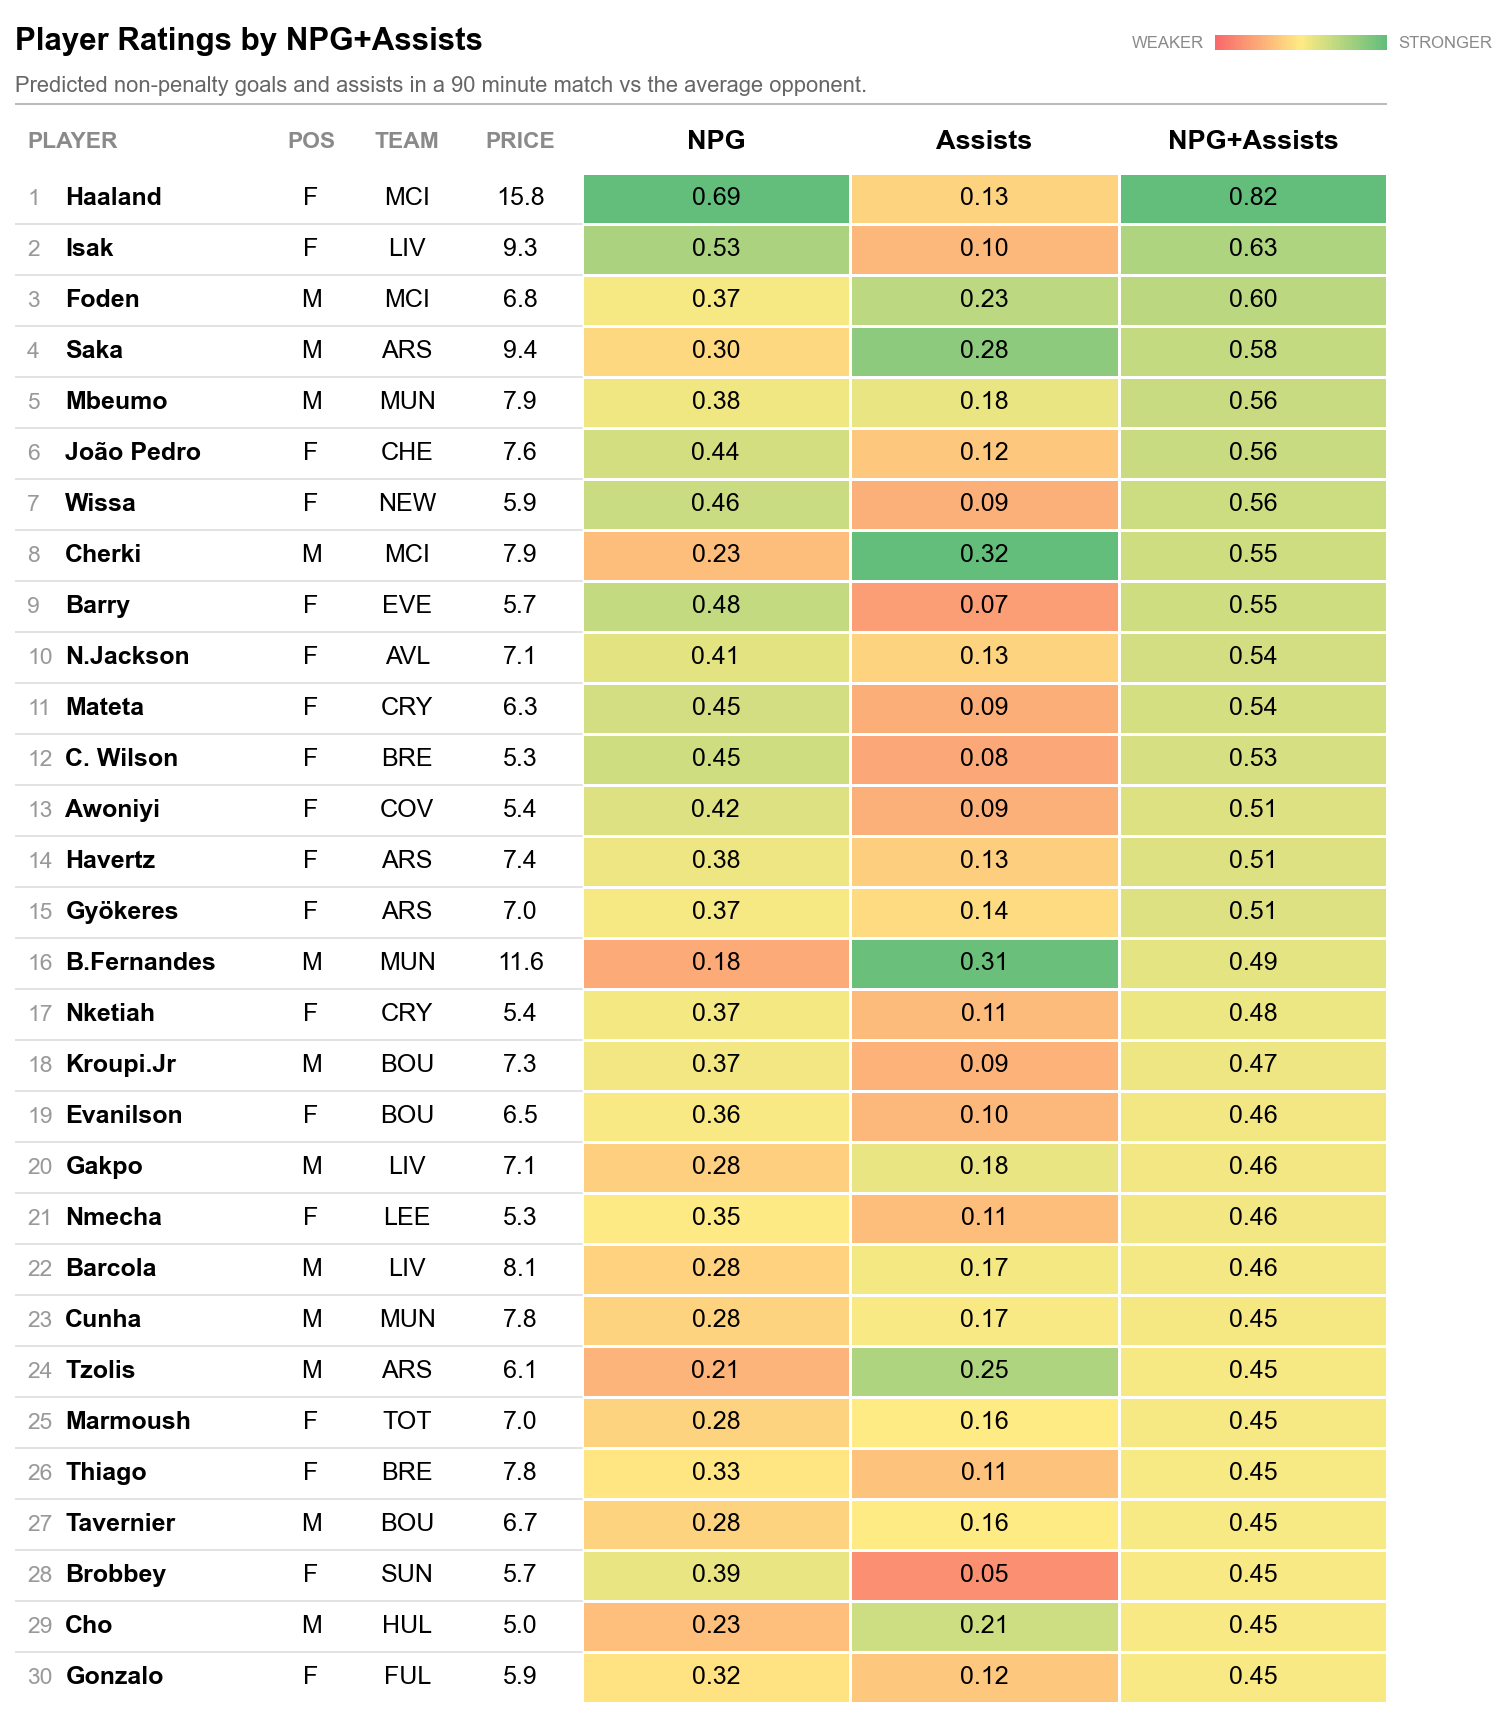 Player Ratings by NPG+Assists
WEAKER STRONGER
Predicted non-penalty goals and assists in a 90 minute match vs the average opponent.
PLAYER POS TEAM PRICE NPG Assists NPG+Assists
1 Haaland F MCI 15.8 0.69 0.13 0.82
2 Isak F LIV 9.3 0.53 0.10 0.63
3 Foden M MCI 6.8 0.37 0.23 0.60
4 Saka M ARS 9.4 0.30 0.28 0.58
5 Mbeumo M MUN 7.9 0.38 0.18 0.56
6 João Pedro F CHE 7.6 0.44 0.12 0.56
7 Wissa F NEW 5.9 0.46 0.09 0.56
8 Cherki M MCI 7.9 0.23 0.32 0.55
9 Barry F EVE 5.7 0.48 0.07 0.55
10 N.Jackson F AVL 7.1 0.41 0.13 0.54
11 Mateta F CRY 6.3 0.45 0.09 0.54
12 C. Wilson F BRE 5.3 0.45 0.08 0.53
13 Awoniyi F COV 5.4 0.42 0.09 0.51
14 Havertz F ARS 7.4 0.38 0.13 0.51
15 Gyökeres F ARS 7.0 0.37 0.14 0.51
16 B.Fernandes M MUN 11.6 0.18 0.31 0.49
17 Nketiah F CRY 5.4 0.37 0.11 0.48
18 Kroupi.Jr M BOU 7.3 0.37 0.09 0.47
19 Evanilson F BOU 6.5 0.36 0.10 0.46
20 Gakpo M LIV 7.1 0.28 0.18 0.46
21 Nmecha F LEE 5.3 0.35 0.11 0.46
22 Barcola M LIV 8.1 0.28 0.17 0.46
23 Cunha M MUN 7.8 0.28 0.17 0.45
24 Tzolis M ARS 6.1 0.21 0.25 0.45
25 Marmoush F TOT 7.0 0.28 0.16 0.45
26 Thiago F BRE 7.8 0.33 0.11 0.45
27 Tavernier M BOU 6.7 0.28 0.16 0.45
28 Brobbey F SUN 5.7 0.39 0.05 0.45
29 Cho M HUL 5.0 0.23 0.21 0.45
30 Gonzalo F FUL 5.9 0.32 0.12 0.45